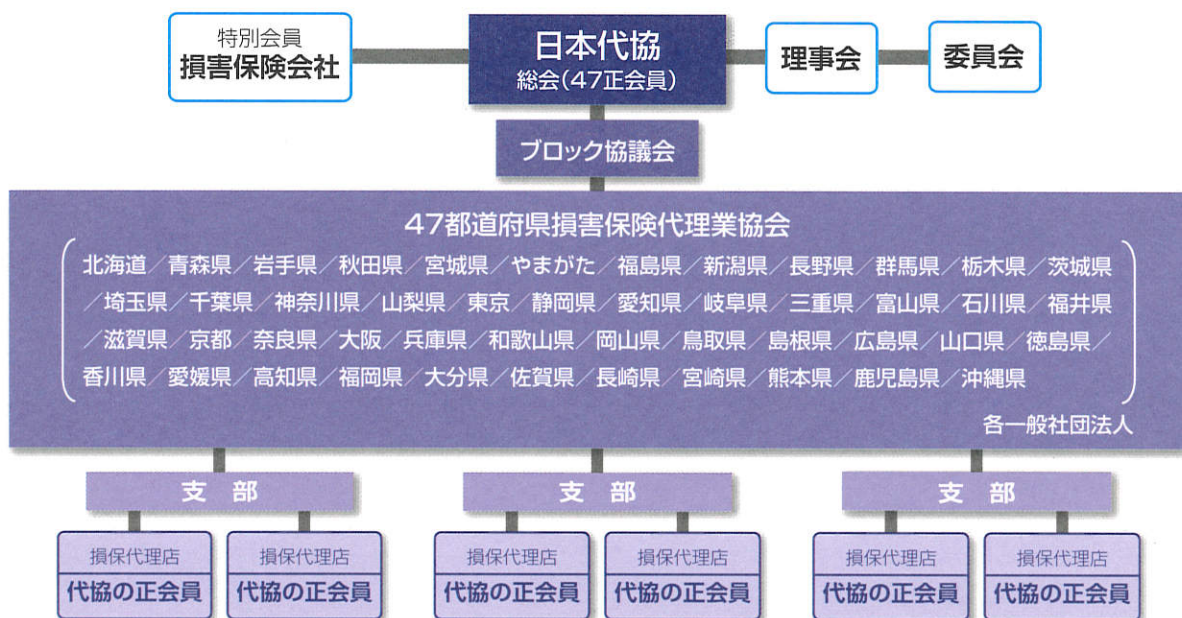 特別会員
損害保険会社
日本代協
総会(47正会員)
理事会
委員会
ブロック協議会
47都道府県損害保険代理業協会
北海道／青森県／岩手県／秋田県／宮城県／やまがた／福島県／新潟県／長野県／群馬県／栃木県／茨城県
／埼玉県／千葉県／神奈川県／山梨県／東京／静岡県／愛知県／岐阜県／三重県／富山県／石川県／福井県
／滋賀県／京都／奈良県／大阪／兵庫県／和歌山県／岡山県／鳥取県／島根県／広島県／山口県／徳島県／
香川県／愛媛県／高知県／福岡県／大分県／佐賀県／長崎県／宮崎県／熊本県／鹿児島県／沖縄県
各一般社団法人
支 部
支 部
支 部
損保代理店
代協の正会員
損保代理店
代協の正会員
損保代理店
代協の正会員
損保代理店
代協の正会員
損保代理店
代協の正会員
損保代理店
代協の正会員